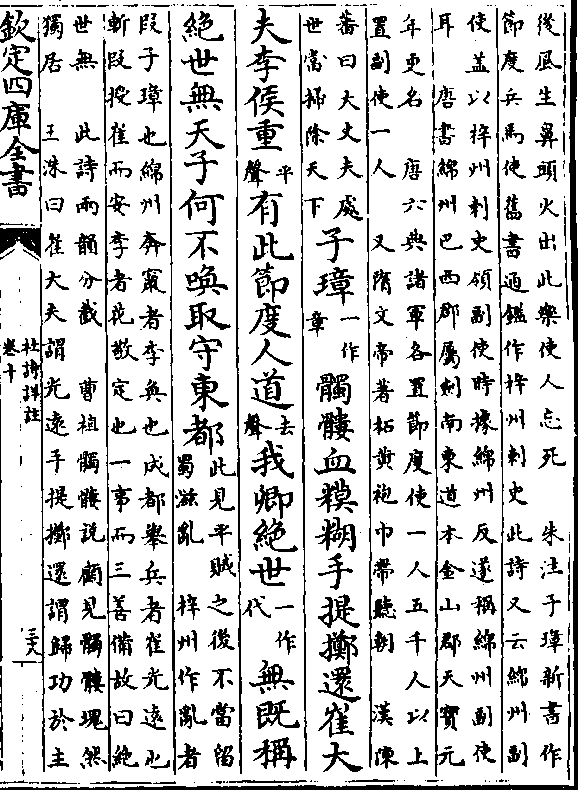 後風生鼻頭火出此樂使人忘死 朱注子璋新書作
節度兵馬使舊書通鑑作梓州刺史此詩又云綿州副
使蓋以梓州刺史領副使時據綿州反遂稱綿州副使
耳 唐書綿州巴西郡屬劍南東道本金山郡天寶元
年更名 唐六典諸軍各置節度使一人五千人以上
置副使一人 又隋文帝著柘黃袍巾帶聽朝 漢陳
蕃曰大丈夫處世當掃除天下 子璋一作章髑髏血糢糊手提擲還崔大
夫李侯重平聲有此節度人道去聲我卿絶世一作代無既稱
絶世無天子何不喚取守東都此見平賊之後不當留蜀滋亂 梓州作亂者
段子璋也綿州奔竄者李奐也成都舉兵者崔光遠也
斬段授崔而安李者花敬定也一事而三善備故曰絶
世無 此詩兩韻分截 曹植髑髏説顧見髑髏塊然
獨居 王洙曰崔大夫謂光遠手提擲還謂歸功於主
欽定四庫全書
杜詩詳註
卷十
三六